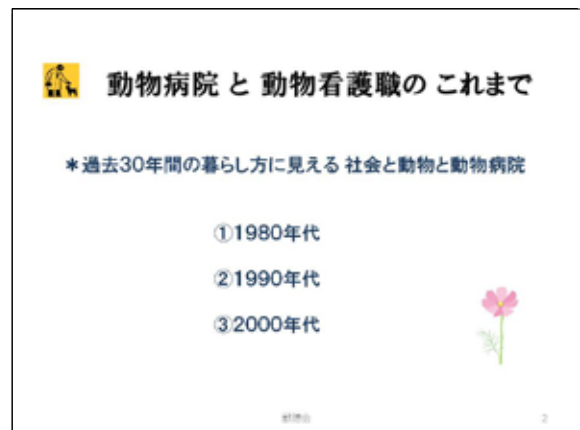 動物病院 と 動物看護職の これまで
＊過去30年間の暮らし方に見える 社会と動物と動物病院
①1980年代
②1990年代
③2000年代
2